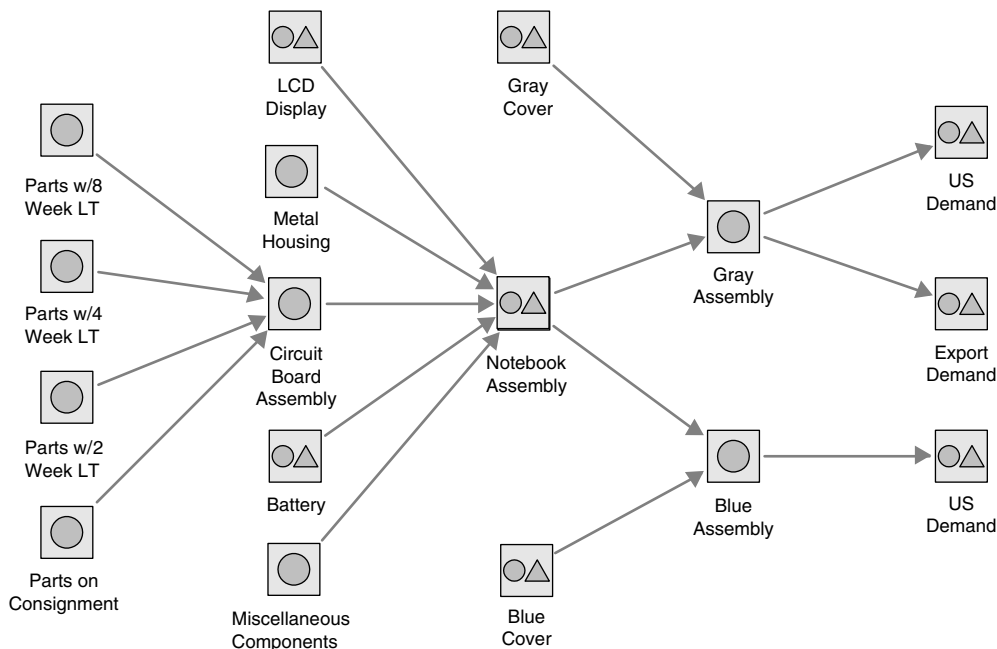 LCD
Display
Gray
Cover
Parts w/8
Week LT
Metal
Housing
US
Demand
Parts w/4
Week LT
Gray
Assembly
Circuit
Board
Assembly
Notebook
Assembly
Export
Demand
Parts w/2
Week LT
Battery
Blue
Assembly
US
Demand
Parts on
Consignment
Miscellaneous
Components
Blue
Cover